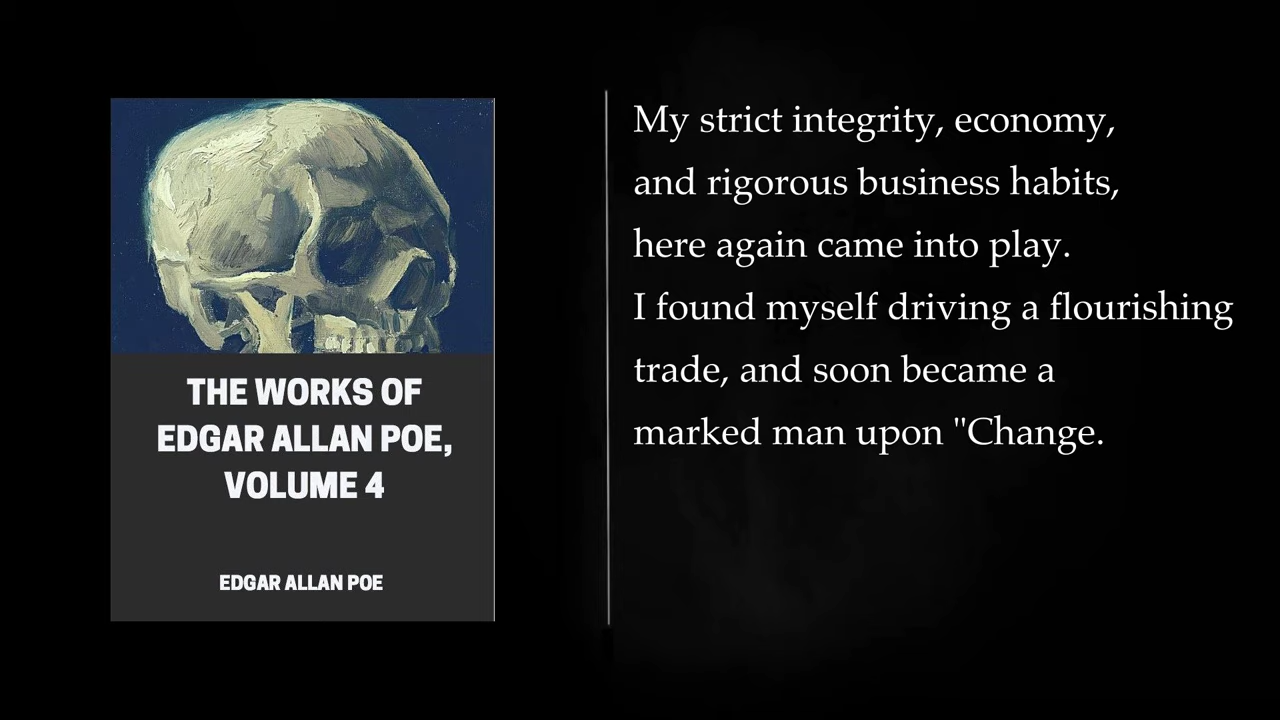 THE WORKS OF
EDGAR ALLAN POE,
VOLUME 4
EDGAR ALLAN POE
My strict integrity, economy,
and rigorous business habits,
here again came into play.
I found myself driving a flourishing
trade, and soon became a
marked man upon "Change.